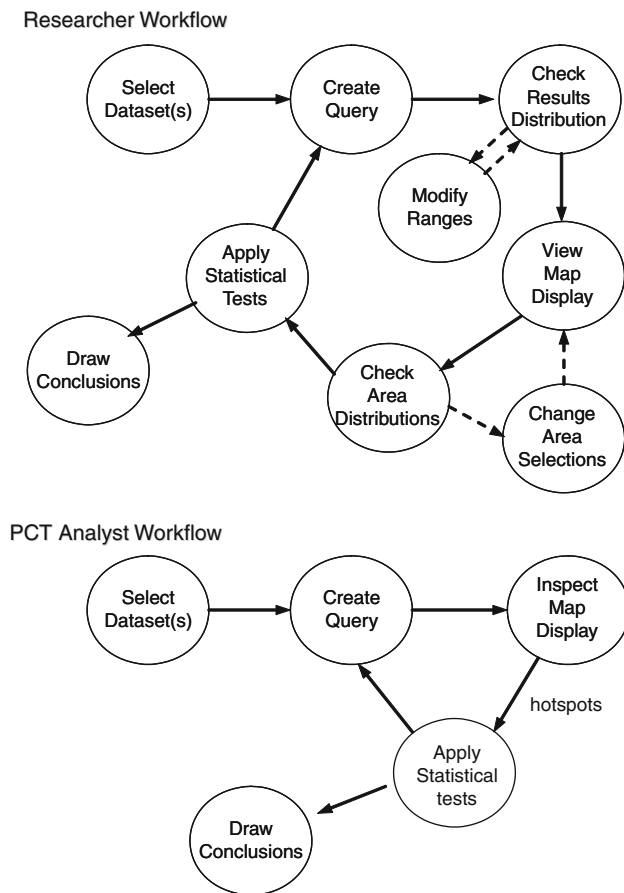 Researcher Workflow
Select
Dataset(s)
Create
Query
Check
Results
Distribution
Modify
Ranges
View
Map
Display
Apply
Statistical
Tests
Draw
Conclusions
Check
Area
Distributions
Change
Area
Selections
PCT Analyst Workflow
Select
Dataset(s)
Create
Query
Inspect
Map
Display
hotspots
Apply
Statistical
tests
Draw
Conclusions